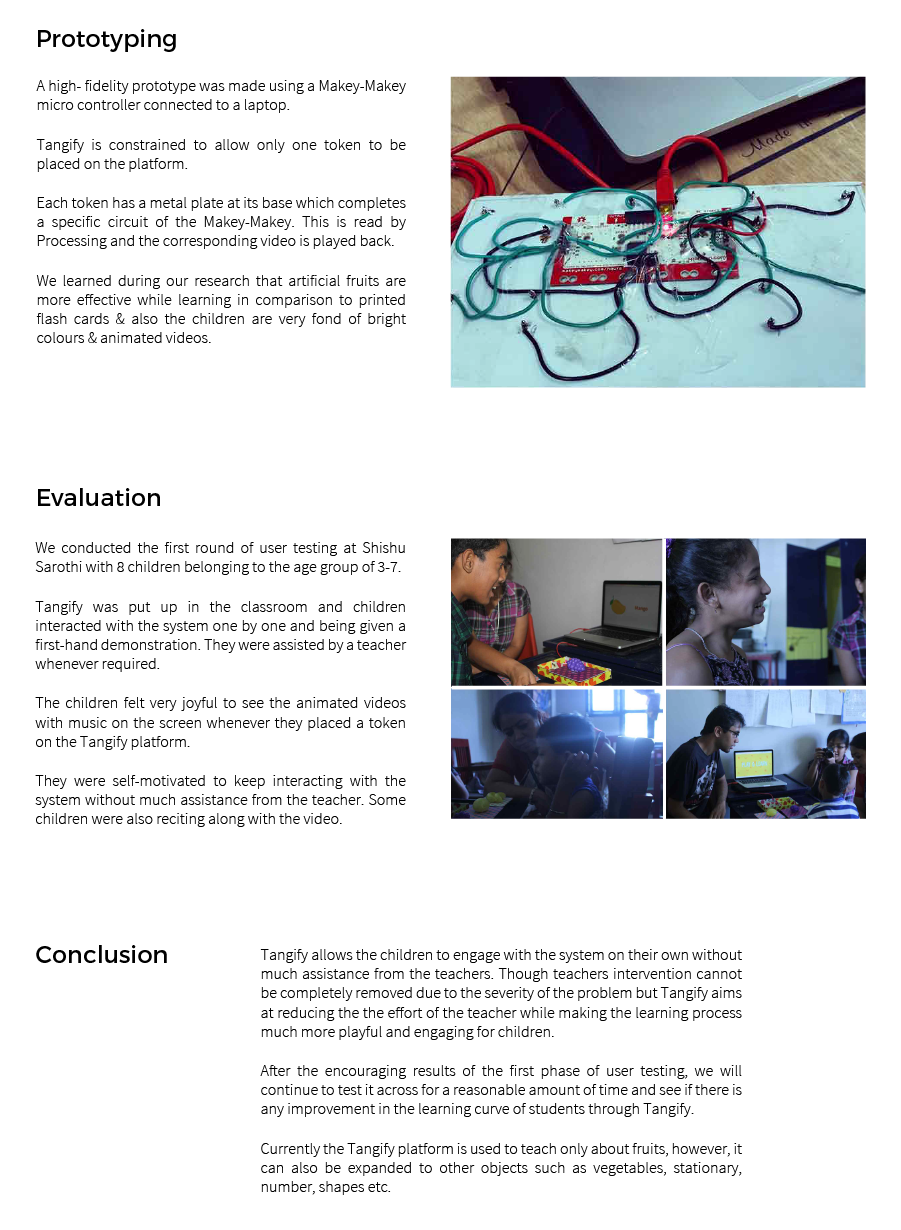 Prototyping
A high- fidelity prototype was made using a Makey-Makey
micro controller connected to a laptop.
Tangify is constrained to allow only one token to be
placed on the platform.
Each token has a metal plate at its base which completes
a specific circuit of the Makey-Makey. This is read by
Processing and the corresponding video is played back.
We learned during our research that artificial fruits are
more effective while learning in comparison to printed
flash cards & also the children are very fond of bright
colours & animated videos.
Made in
makeymakey.com/howto
Evaluation
We conducted the first round of user testing at Shishu
Sarothi with 8 children belonging to the age group of 3-7.
Tangify was put up in the classroom and children
interacted with the system one by one and being given a
first-hand demonstration. They were assisted by a teacher
whenever required.
The children felt very joyful to see the animated videos
with music on the screen whenever they placed a token
on the Tangify platform.
They were self-motivated to keep interacting with the
system without much assistance from the teacher. Some
children were also reciting along with the video.
Conclusion
Tangify allows the children to engage with the system on their own without
much assistance from the teachers. Though teachers intervention cannot
be completely removed due to the severity of the problem but Tangify aims
at reducing the the effort of the teacher while making the learning process
much more playful and engaging for children.
After the encouraging results of the first phase of user testing, we will
continue to test it across for a reasonable amount of time and see if there is
any improvement in the learning curve of students through Tangify.
Currently the Tangify platform is used to teach only about fruits, however, it
can also be expanded to other objects such as vegetables, stationary,
number, shapes etc.